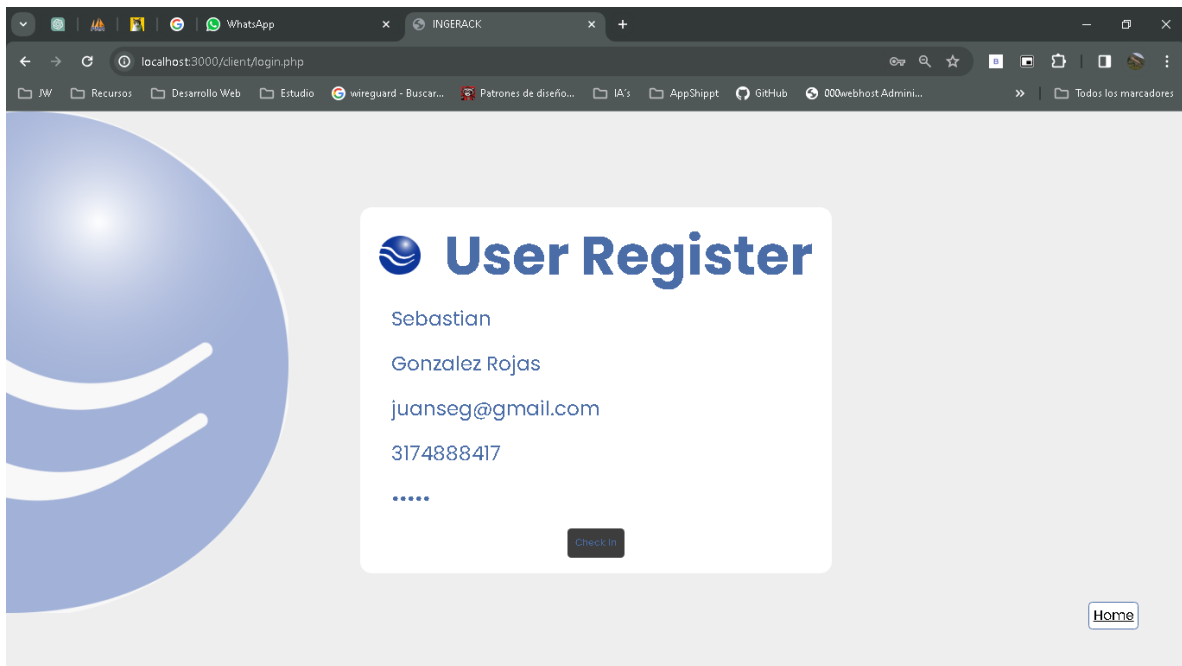 WhatsApp INGERACK
localhost:3000/client/login.php
JW Recursos Desarrollo Web Estudio wireguard - Buscar... Patrones de diseño... IA's AppShippt GitHub 000webhost Admini... » Todos los marcadores
User Register
Sebastian
Gonzalez Rojas
juanseg@gmail.com
3174888417
•••••
Check In
Home